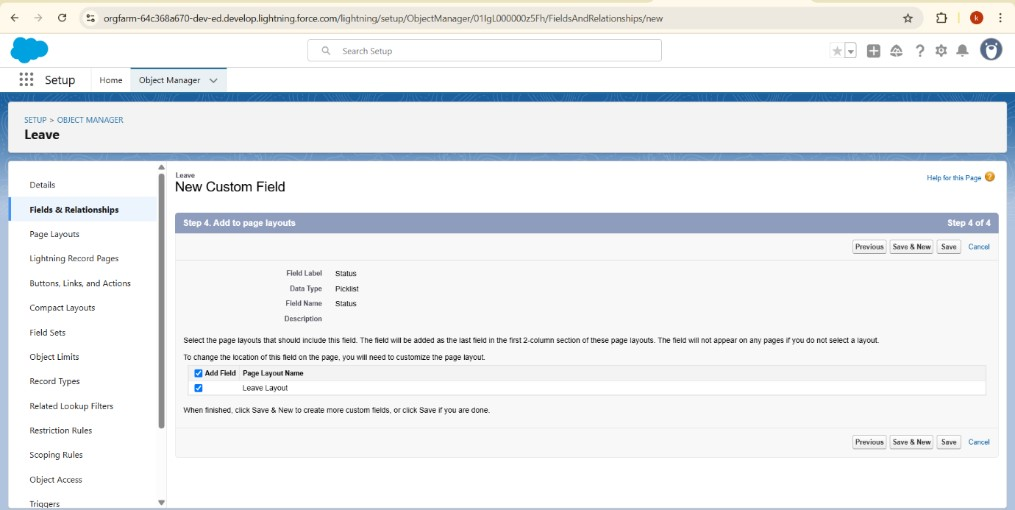 orgfarm-64c368a670-dev-ed.develop.lightning.force.com/lightning/setup/ObjectManager/01IgL000000z5Fh/FieldsAndRelationships/new
k
Search Setup
Setup
Home
Object Manager
SETUP > OBJECT MANAGER
Leave
Details
Fields & Relationships
Page Layouts
Lightning Record Pages
Buttons, Links, and Actions
Compact Layouts
Field Sets
Object Limits
Record Types
Related Lookup Filters
Restriction Rules
Scoping Rules
Object Access
Triggers
Leave
New Custom Field
Help for this Page ?
Step 4. Add to page layouts Step 4 of 4
Previous Save & New Save Cancel
Field Label Status
Data Type Picklist
Field Name Status
Description
Select the page layouts that should include this field. The field will be added as the last field in the first 2-column section of these page layouts. The field will not appear on any pages if you do not select a layout.
To change the location of this field on the page, you will need to customize the page layout.
Add Field Page Layout Name
Leave Layout
When finished, click Save & New to create more custom fields, or click Save if you are done.
Previous Save & New Save Cancel